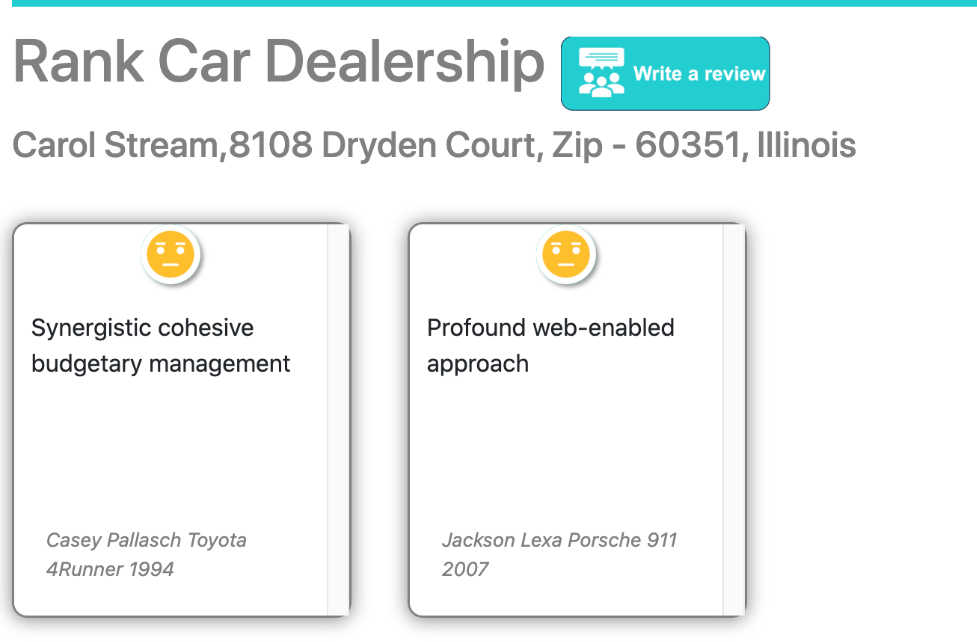 Rank Car Dealership
Write a review
Carol Stream,8108 Dryden Court, Zip - 60351, Illinois
Synergistic cohesive
budgetary management
Casey Pallasch Toyota
4Runner 1994
Profound web-enabled
approach
Jackson Lexa Porsche 911
2007